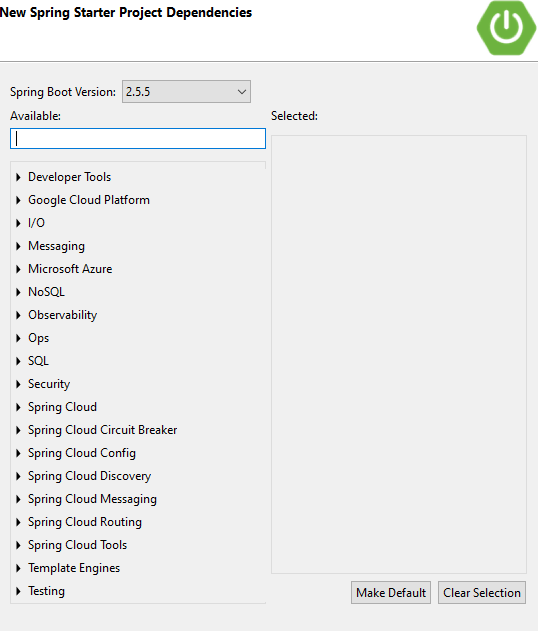 New Spring Starter Project Dependencies
Spring Boot Version: 2.5.5
Available:
Selected:
Developer Tools
Google Cloud Platform
I/O
Messaging
Microsoft Azure
NoSQL
Observability
Ops
SQL
Security
Spring Cloud
Spring Cloud Circuit Breaker
Spring Cloud Config
Spring Cloud Discovery
Spring Cloud Messaging
Spring Cloud Routing
Spring Cloud Tools
Template Engines
Testing
Make Default
Clear Selection